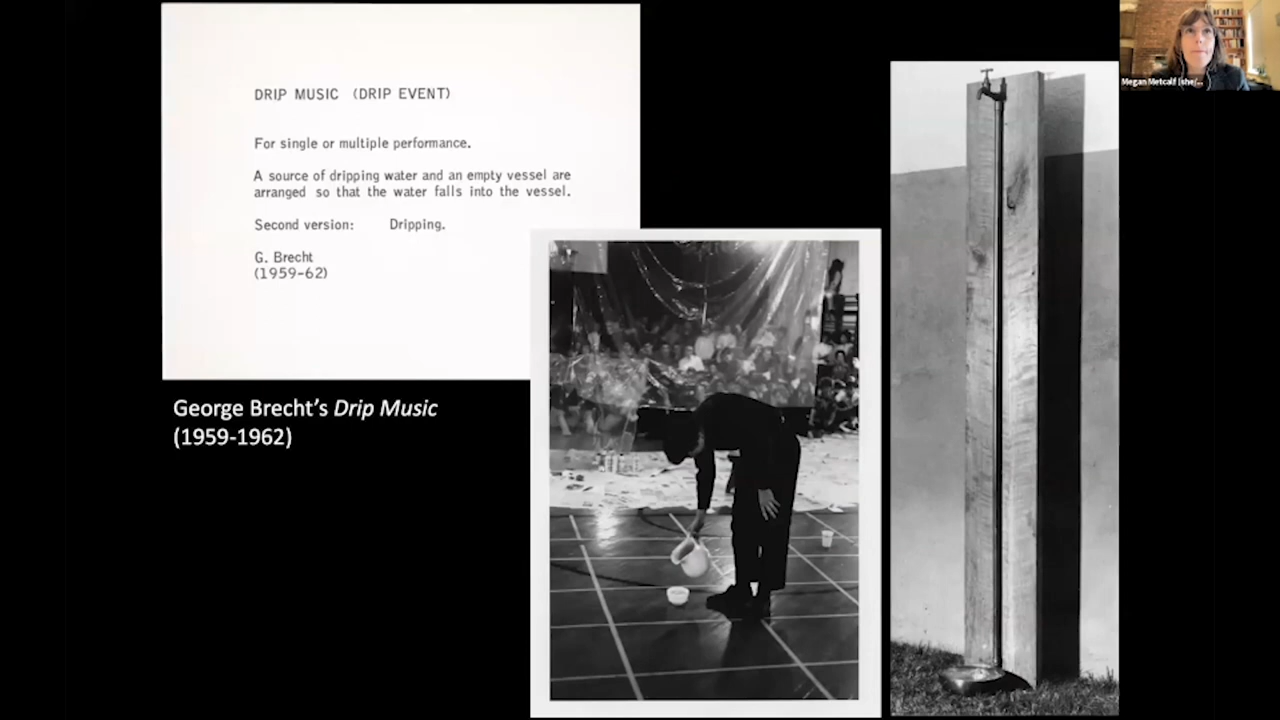 DRIP MUSIC (DRIP EVENT)
For single or multiple performance.
A source of dripping water and an empty vessel are
arranged so that the water falls into the vessel.
Second version: Dripping.
G. Brecht
(1959-62)
George Brecht's Drip Music
(1959-1962)
Megan Metcalf (she/...